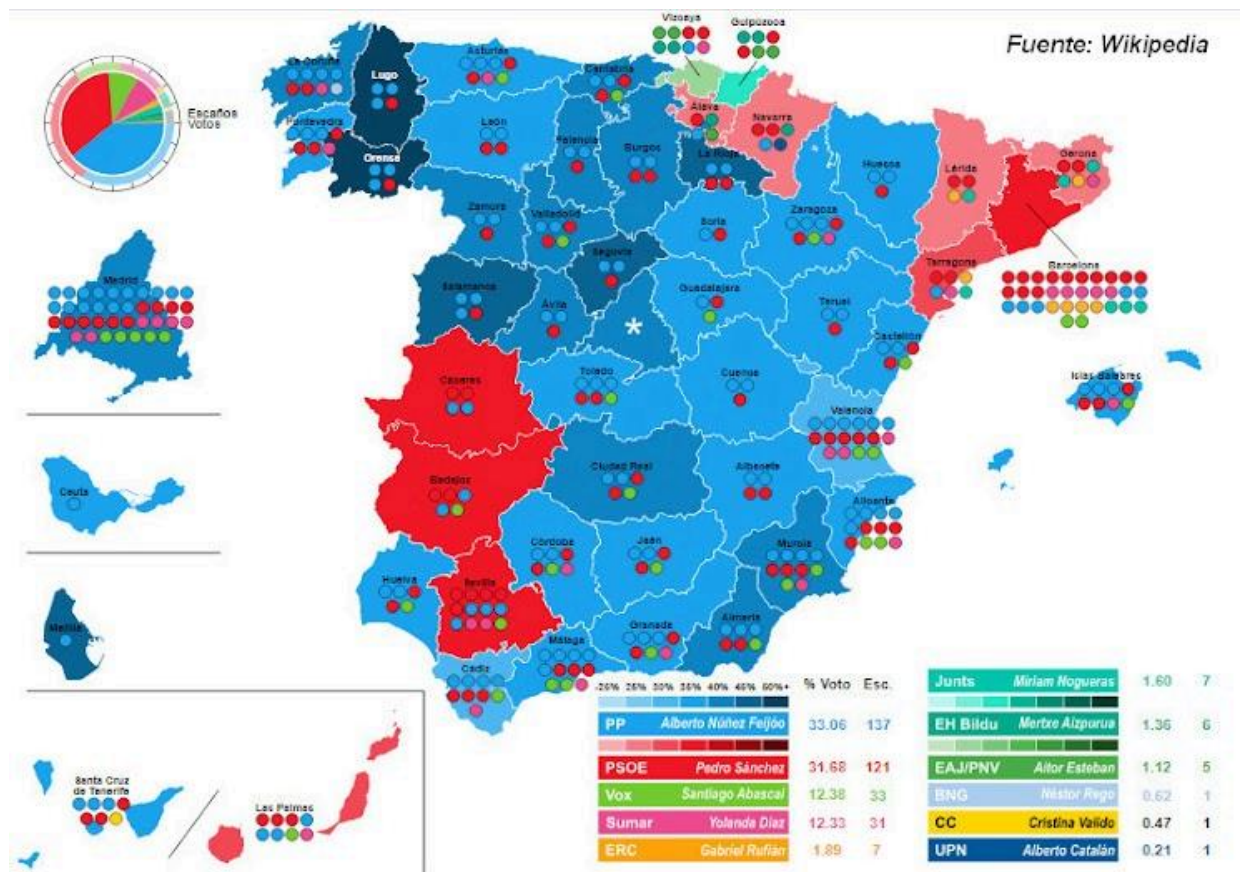 Fuente: Wikipedia
Escaños
Votos
Vizcaya
Guipúzcoa
La Coruña
Lugo
Asturias
Cantabria
Álava
Navarra
Pontevedra
Orense
León
Palencia
Burgos
La Rioja
Huesca
Lérida
Gerona
Zamora
Valladolid
Soria
Zaragoza
Segovia
Tarragona
Barcelona
Madrid
Salamanca
Ávila
*
Guadalajara
Teruel
Castellón
Cáceres
Toledo
Cuenca
Valencia
Islas Baleares
Badajoz
Ciudad Real
Albacete
Alicante
Ceuta
Córdoba
Jaén
Murcia
Huelva
Sevilla
Granada
Almería
Melilla
Málaga
Cádiz
Santa Cruz
de Tenerife
Las Palmas
-25% 25% 30% 35% 40% 45% 50%+ % Voto Esc.
PP Alberto Núñez Feijóo 33.06 137
PSOE Pedro Sánchez 31.68 121
Vox Santiago Abascal 12.38 33
Sumar Yolanda Díaz 12.33 31
ERC Gabriel Rufián 1.89 7
Junts Míriam Nogueras 1.60 7
EH Bildu Mertxe Aizpurua 1.36 6
EAJ/PNV Aitor Esteban 1.12 5
BNG Néstor Rego 0.62 1
CC Cristina Valido 0.47 1
UPN Alberto Catalán 0.21 1